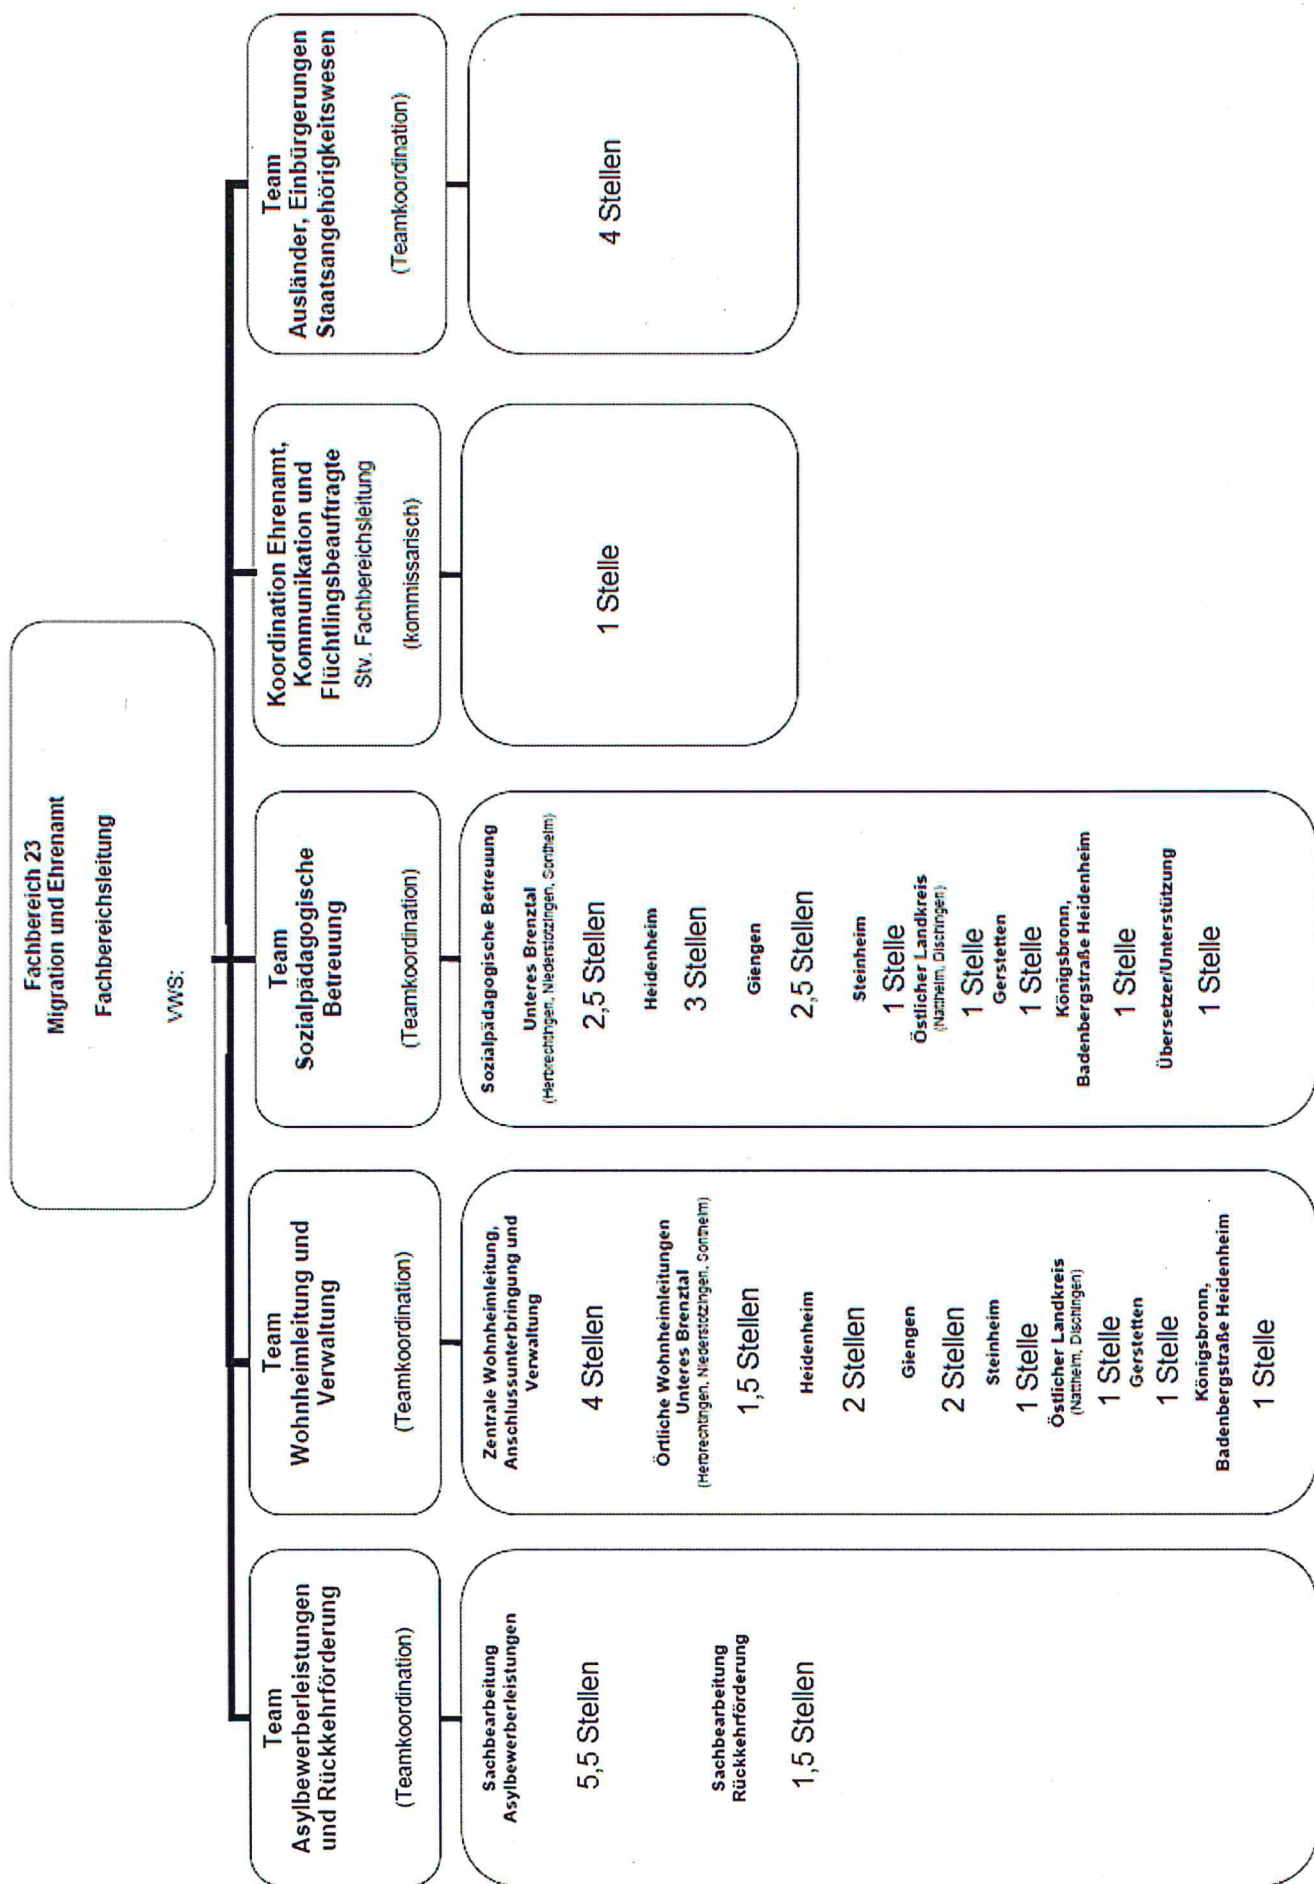 Fachbereich 23
Migration und Ehrenamt
Fachbereichsleitung
VWS:
Team
Asylbewerberleistungen
und Rückkehrförderung
(Teamkoordination)
Sachbearbeitung
Asylbewerberleistungen
5,5 Stellen
Sachbearbeitung
Rückkehrförderung
1,5 Stellen
Team
Wohnheimleitung und
Verwaltung
(Teamkoordination)
Zentrale Wohnheimleitung,
Anschlussunterbringung und
Verwaltung
4 Stellen
Örtliche Wohnheimleitungen
Unteres Brenztal
(Herbrechtingen, Niederstotzingen, Sontheim)
1,5 Stellen
Heidenheim
2 Stellen
Giengen
2 Stellen
Steinheim
1 Stelle
Östlicher Landkreis
(Nattheim, Dischingen)
1 Stelle
Gerstetten
1 Stelle
Königsbronn,
Badenbergstraße Heidenheim
1 Stelle
Team
Sozialpädagogische
Betreuung
(Teamkoordination)
Sozialpädagogische Betreuung
Unteres Brenztal
(Herbrechtingen, Niederstotzingen, Sontheim)
2,5 Stellen
Heidenheim
3 Stellen
Giengen
2,5 Stellen
Steinheim
1 Stelle
Östlicher Landkreis
(Nattheim, Dischingen)
1 Stelle
Gerstetten
1 Stelle
Königsbronn,
Badenbergstraße Heidenheim
1 Stelle
Übersetzer/Unterstützung
1 Stelle
Koordination Ehrenamt,
Kommunikation und
Flüchtlingsbeauftragte
Stv. Fachbereichsleitung
(kommissarisch)
1 Stelle
Team
Ausländer, Einbürgerungen
Staatsangehörigkeitswesen
(Teamkoordination)
4 Stellen